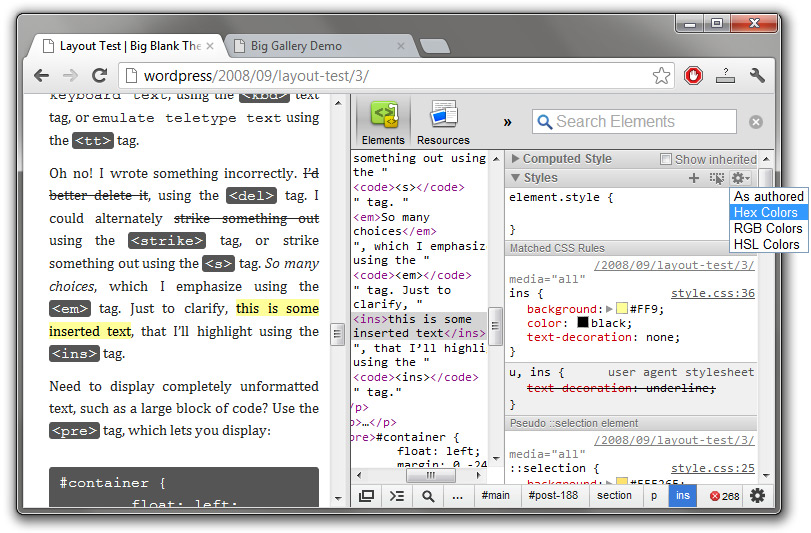 Layout Test | Big Blank The
Big Gallery Demo
wordpress/2008/09/layout-test/3/
keyboard text, using the <kbd> text
tag, or emulate teletype text using
the <tt> tag.
Oh no! I wrote something incorrectly. I'd
better delete it, using the <del> tag. I
could alternately strike something out
using the <strike> tag, or strike
something out using the <s> tag. So many
choices, which I emphasize using the
<em> tag. Just to clarify, this is some
inserted text, that I'll highlight using the
<ins> tag.
Need to display completely unformatted
text, such as a large block of code? Use the
<pre> tag, which lets you display:
#container {
float: left;
Elements
Resources
»
Search Elements
something out using
the "
<code><s></code>
" tag. "
<em>So many
choices</em>
", which I emphasiz
using the "
<code><em></code>
" tag. Just to
clarify, "
<ins>this is some
inserted text</ins>
", that I'll highli
using the "
<code><ins></code>
" tag."
/p>
p>…</p>
pre>#container {
float: left;
margin: 0 -24
Computed Style
Show inherited
Styles
As authored
Hex Colors
RGB Colors
HSL Colors
element.style {
}
Matched CSS Rules
/2008/09/layout-test/3/
media="all"
ins {
style.css:36
background: #FF9;
color: black;
text-decoration: none;
}
u, ins {
user agent stylesheet
text-decoration: underline;
}
Pseudo ::selection element
/2008/09/layout-test/3/
media="all"
::selection {
style.css:25
...
#main
#post-188
section
p
ins
268